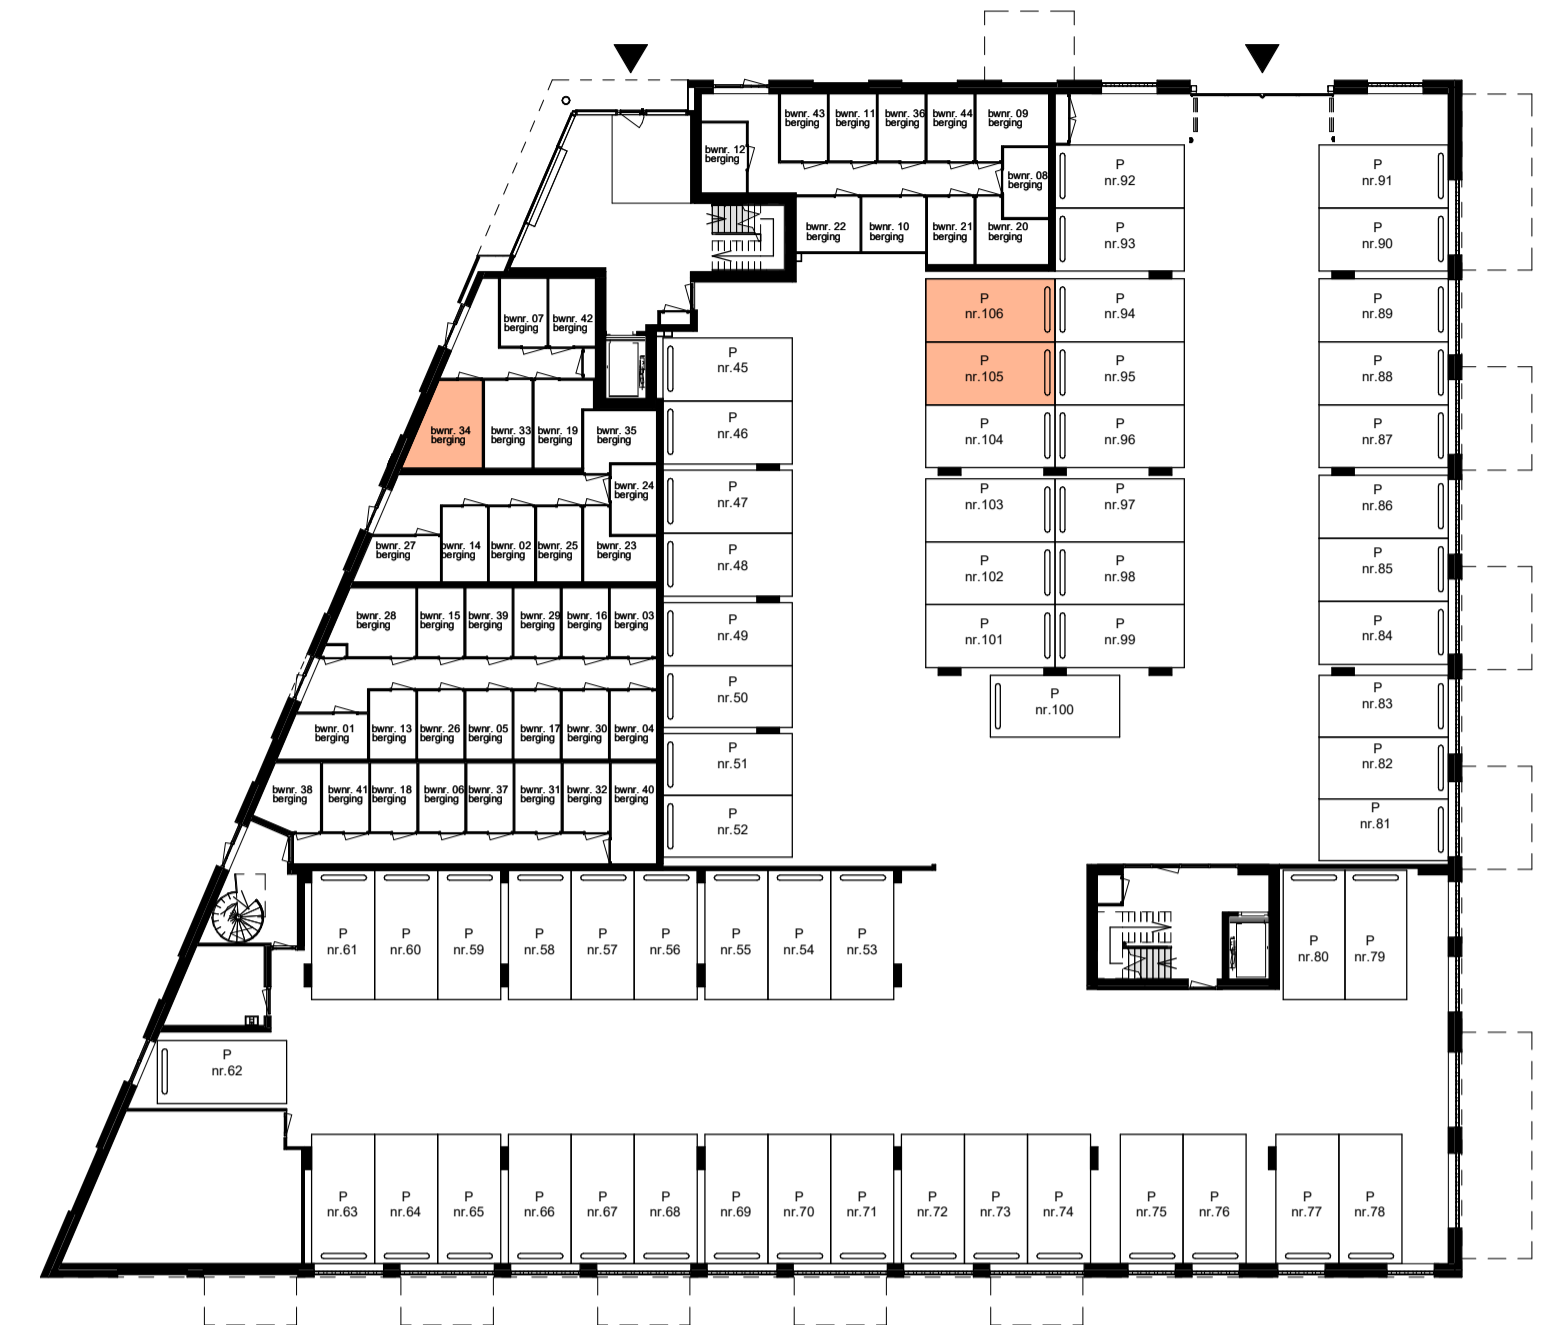 bwnr. 43
berging
bwnr. 11
berging
bwnr. 36
berging
bwnr. 44
berging
bwnr. 09
berging
bwnr. 12
berging
bwnr. 08
berging
bwnr. 22
berging
bwnr. 10
berging
bwnr. 21
berging
bwnr. 20
berging
P
nr.92
P
nr.91
P
nr.93
P
nr.90
bwnr. 07
berging
bwnr. 42
berging
P
nr.106
P
nr.94
P
nr.89
P
nr.45
P
nr.105
P
nr.95
P
nr.88
bwnr. 34
berging
bwnr. 33
berging
bwnr. 19
berging
bwnr. 35
berging
P
nr.46
P
nr.104
P
nr.96
P
nr.87
bwnr. 24
berging
P
nr.47
P
nr.103
P
nr.97
P
nr.86
bwnr. 27
berging
bwnr. 14
berging
bwnr. 02
berging
bwnr. 25
berging
bwnr. 23
berging
P
nr.48
P
nr.102
P
nr.98
P
nr.85
bwnr. 28
berging
bwnr. 15
berging
bwnr. 39
berging
bwnr. 29
berging
bwnr. 16
berging
bwnr. 03
berging
P
nr.49
P
nr.101
P
nr.99
P
nr.84
P
nr.50
P
nr.100
P
nr.83
bwnr. 01
berging
bwnr. 13
berging
bwnr. 26
berging
bwnr. 05
berging
bwnr. 17
berging
bwnr. 30
berging
bwnr. 04
berging
P
nr.51
P
nr.82
bwnr. 38
berging
bwnr. 41
berging
bwnr. 18
berging
bwnr. 06
berging
bwnr. 37
berging
bwnr. 31
berging
bwnr. 32
berging
bwnr. 40
berging
P
nr.52
P
nr.81
P
nr.61
P
nr.60
P
nr.59
P
nr.58
P
nr.57
P
nr.56
P
nr.55
P
nr.54
P
nr.53
P
nr.80
P
nr.79
P
nr.62
P
nr.63
P
nr.64
P
nr.65
P
nr.66
P
nr.67
P
nr.68
P
nr.69
P
nr.70
P
nr.71
P
nr.72
P
nr.73
P
nr.74
P
nr.75
P
nr.76
P
nr.77
P
nr.78